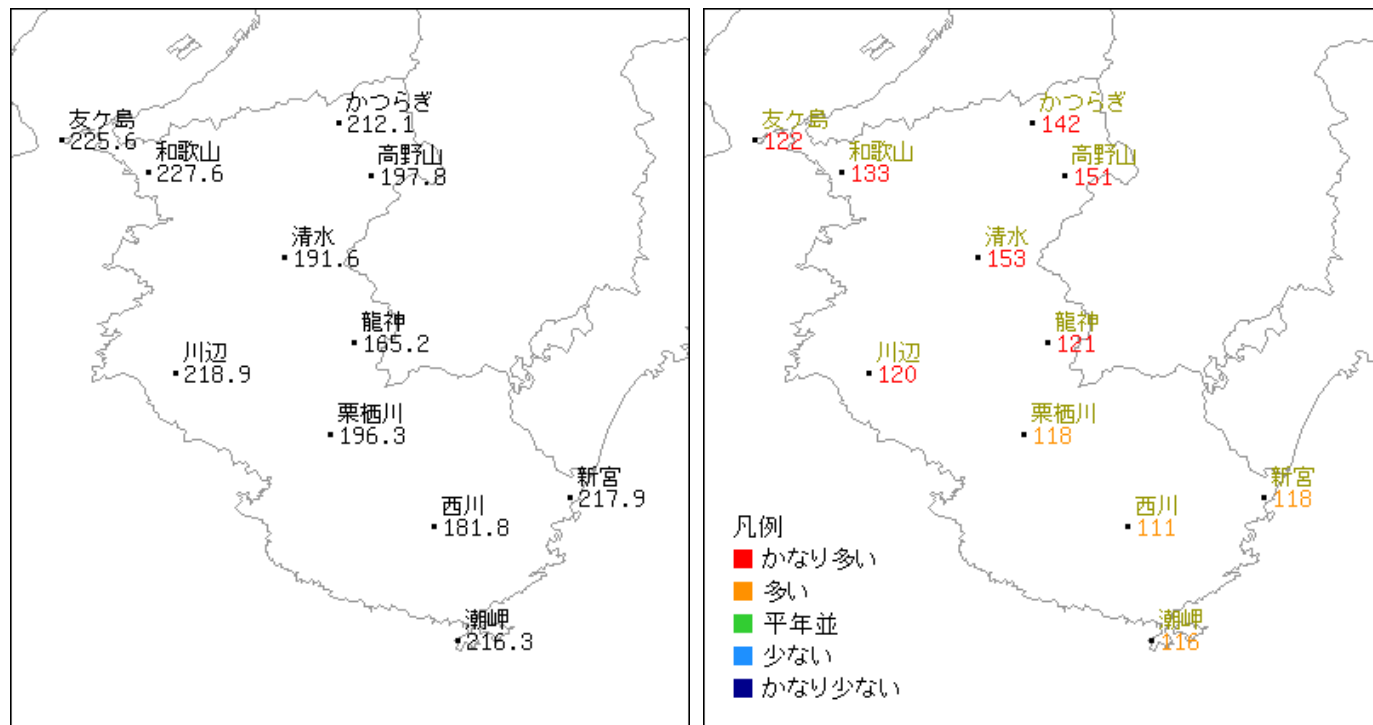 かつらぎ
212.1
友ケ島
225.6
和歌山
227.6
高野山
197.8
清水
191.6
龍神
165.2
川辺
218.9
栗栖川
196.3
新宮
217.9
西川
181.8
潮岬
216.3
かつらぎ
142
友ケ島
122
和歌山
133
高野山
151
清水
153
龍神
121
川辺
120
栗栖川
118
新宮
118
西川
111
潮岬
116
凡例
かなり多い
多い
平年並
少ない
かなり少ない